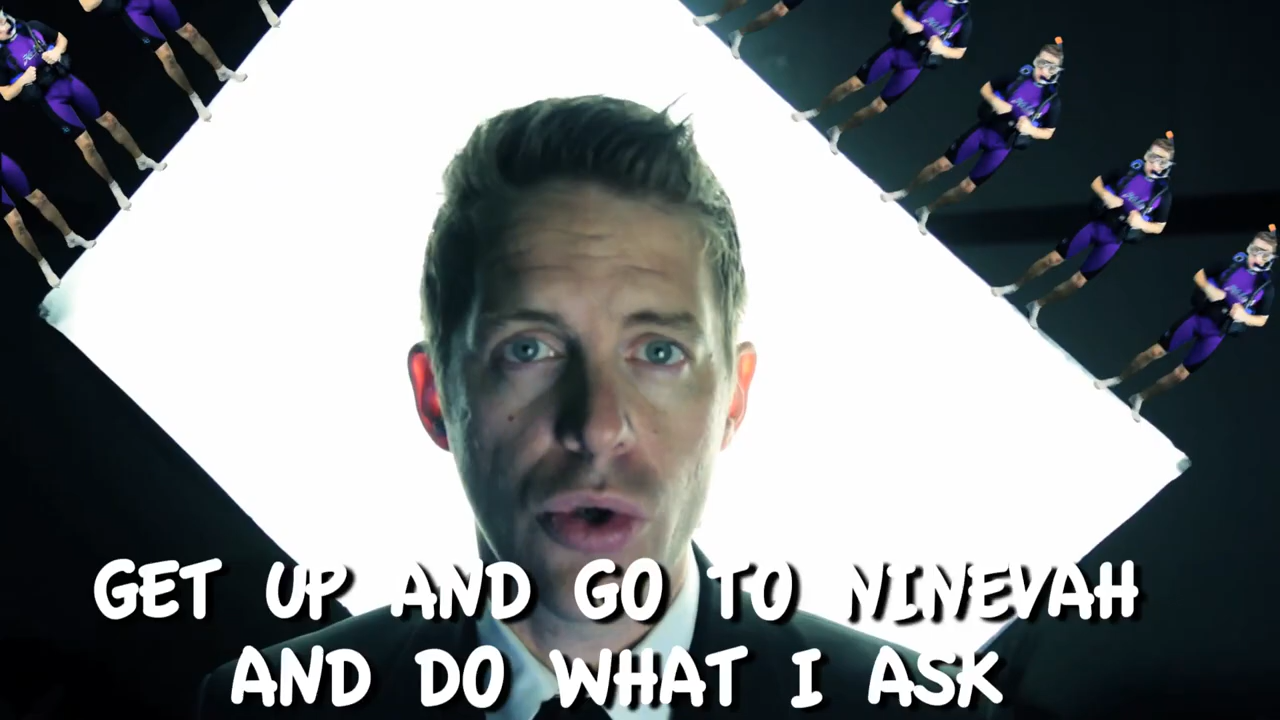 GET UP AND GO TO NINEVAH
AND DO WHAT I ASK